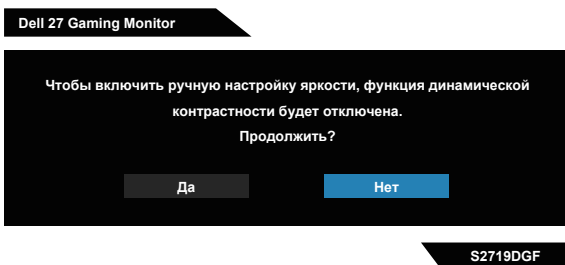 Dell 27 Gaming Monitor
Чтобы включить ручную настройку яркости, функция динамической
контрастности будет отключена.
Продолжить?
Да
Нет
S2719DGF